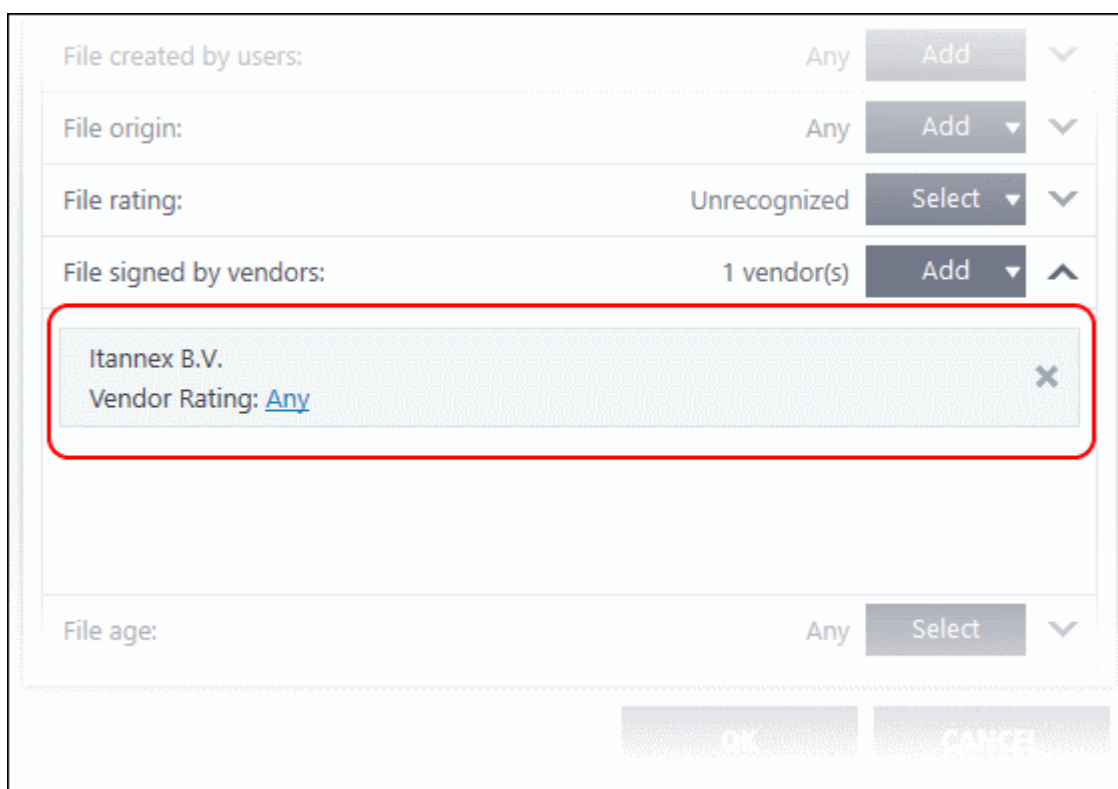 File created by users: Any Add
File origin: Any Add
File rating: Unrecognized Select
File signed by vendors: 1 vendor(s) Add
Itannex B.V.
Vendor Rating: Any
File age: Any Select
OK CANCEL